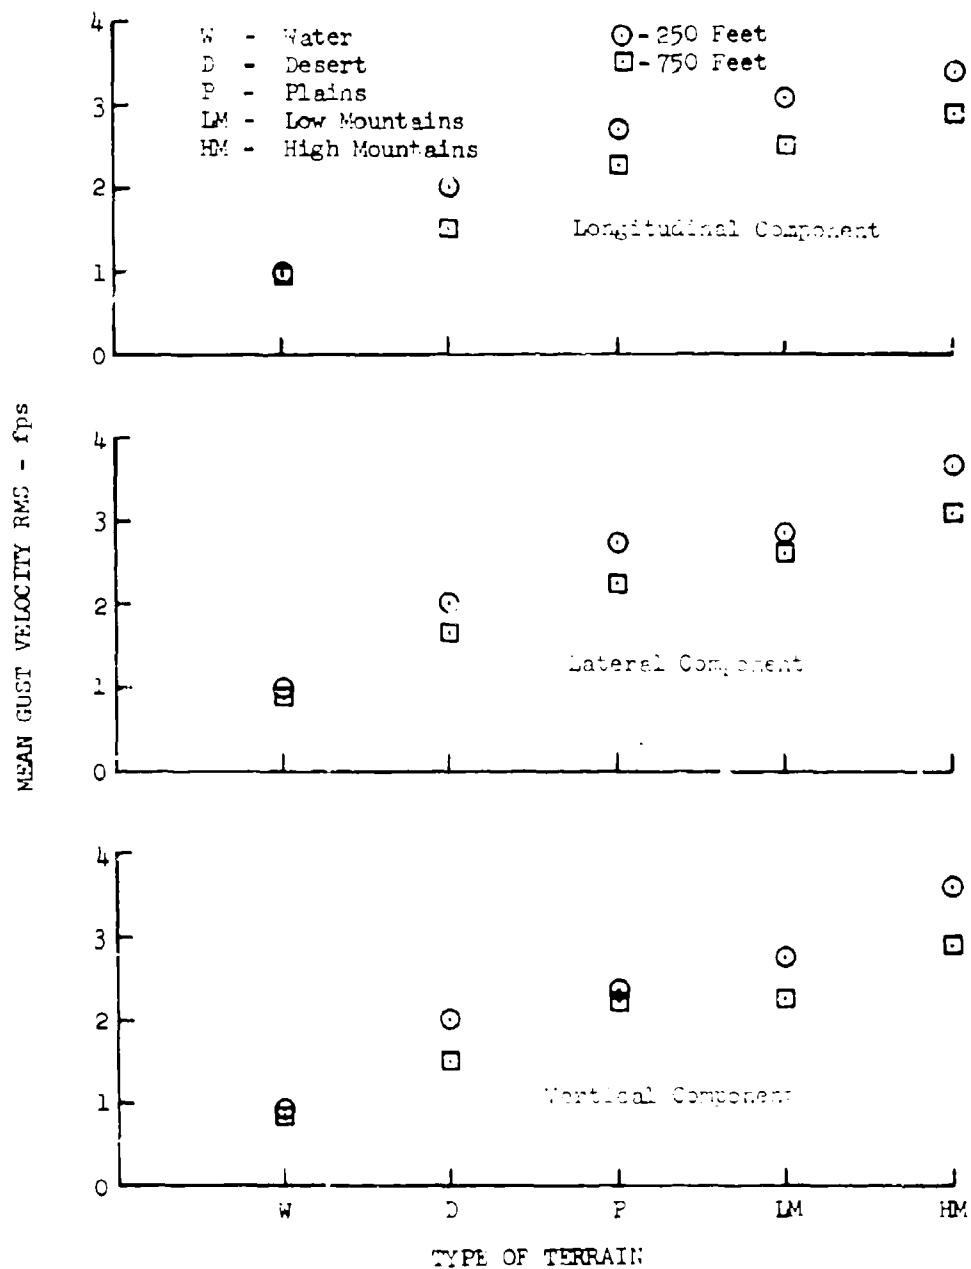 4
W - Water
D - Desert
P - Plains
LM - Low Mountains
HM - High Mountains
- 250 Feet
- 750 Feet
3
2
Longitudinal Component
1
0
MEAN GUST VELOCITY RMS - fps
4
3
2
Lateral Component
1
0
4
3
2
Vertical Component
1
0
W D P LM HM
TYPE OF TERRAIN